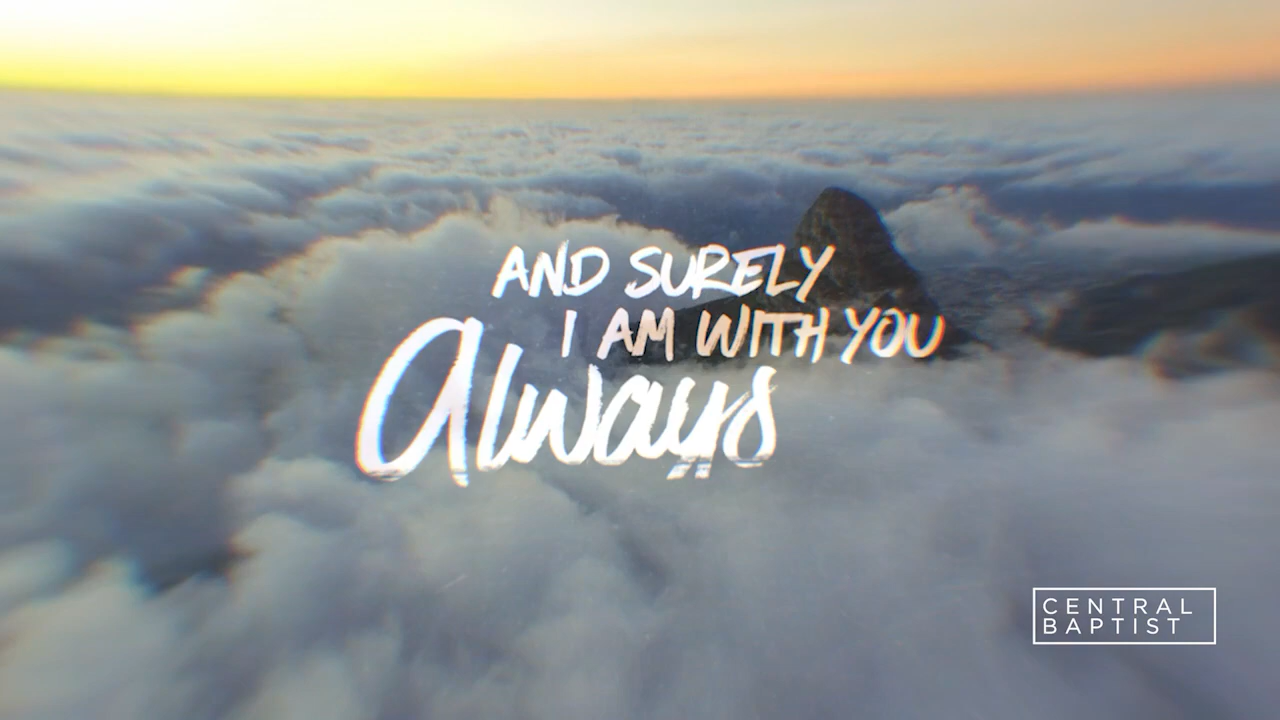 AND SURELY
I AM WITH YOU
Always
CENTRAL
BAPTIST